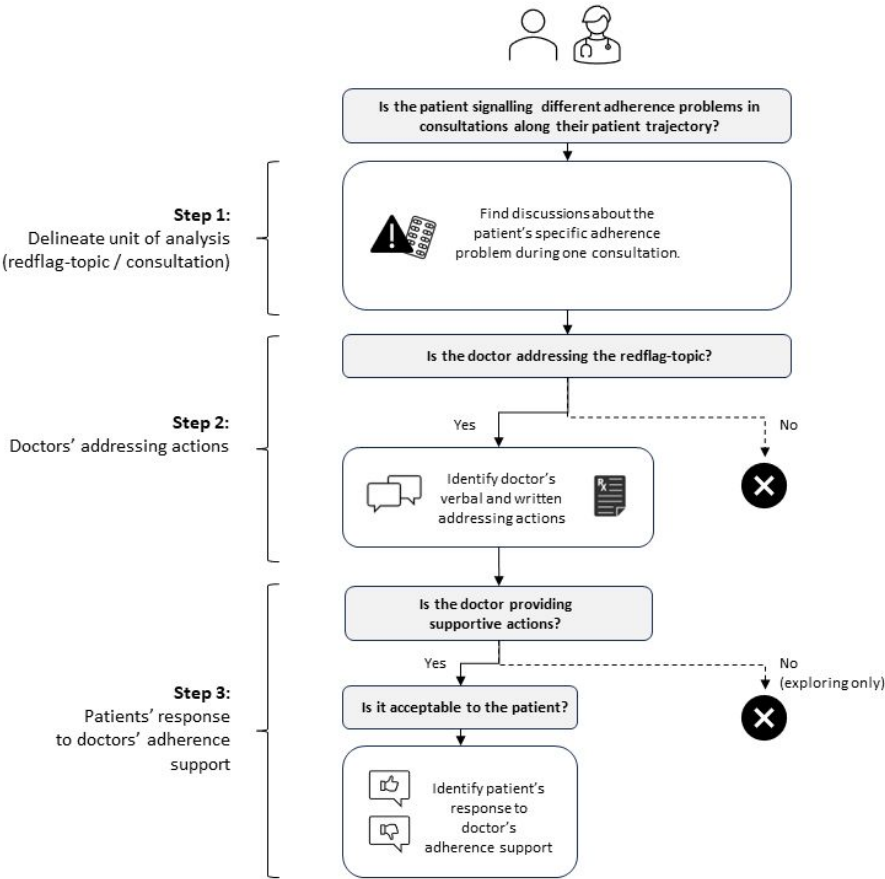 Is the patient signalling different adherence problems in
consultations along their patient trajectory?
Step 1:
Delineate unit of analysis
(redflag-topic / consultation)
Find discussions about the
patient's specific adherence
problem during one consultation.
Is the doctor addressing the redflag-topic?
Step 2:
Doctors' addressing actions
Yes
No
Identify doctor's
verbal and written
addressing actions
Rx
Is the doctor providing
supportive actions?
Yes
No
(exploring only)
Step 3:
Patients' response
to doctors' adherence
support
Is it acceptable to the patient?
Identify patient's
response to
doctor's
adherence support